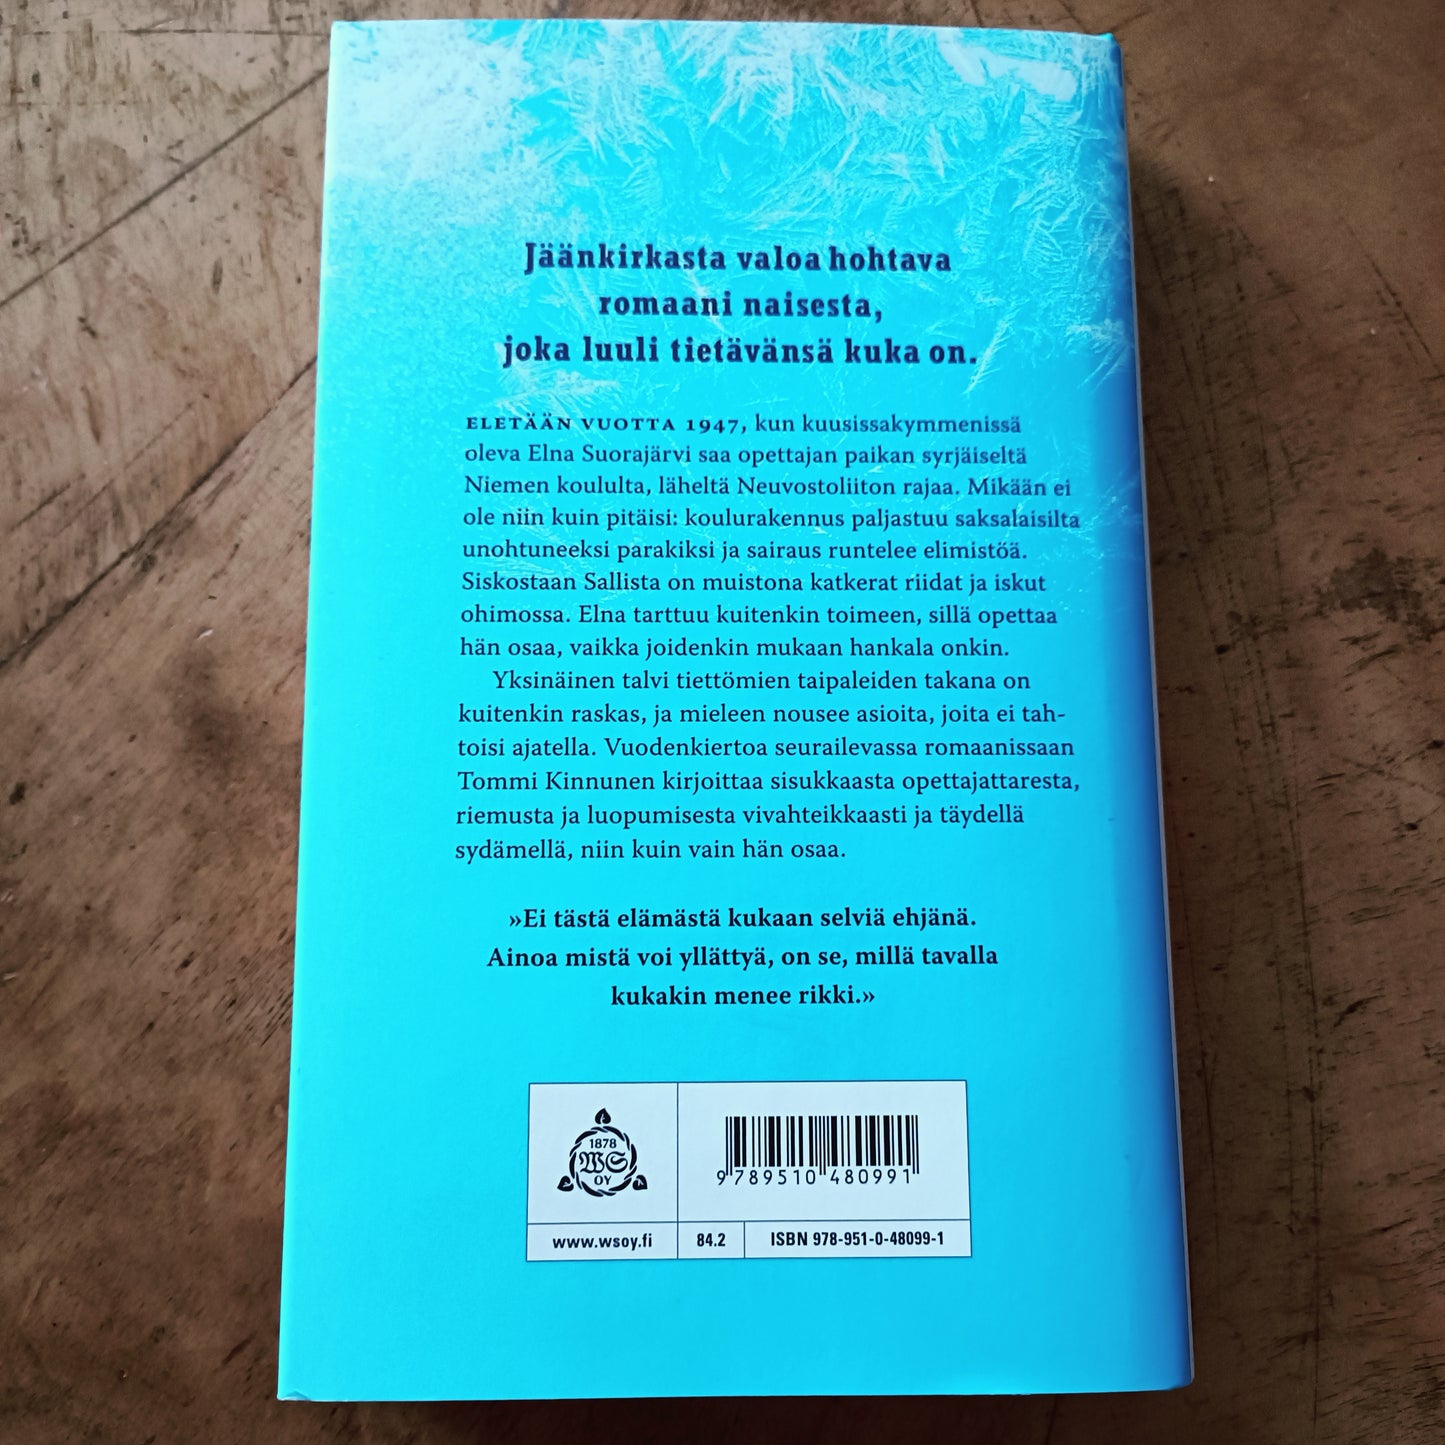 Jäänkirkasta valoa hohtava
romaani naisesta,
joka luuli tietävänsä kuka on.
ELETÄÄN VUOTTA 1947, kun kuusissakymmenissä
oleva Elna Suorajärvi saa opettajan paikan syrjäiseltä
Niemen koululta, läheltä Neuvostoliiton rajaa. Mikään ei
ole niin kuin pitäisi: koulurakennus paljastuu saksalaisilta
unohtuneeksi parakiksi ja sairaus runtelee elimistöä.
Siskostaan Sallista on muistona katkerat riidat ja iskut
ohimossa. Elna tarttuu kuitenkin toimeen, sillä opettaa
hän osaa, vaikka joidenkin mukaan hankala onkin.
Yksinäinen talvi tiettömien taipaleiden takana on
kuitenkin raskas, ja mieleen nousee asioita, joita ei tah-
toisi ajatella. Vuodenkiertoa seurailevassa romaanissaan
Tommi Kinnunen kirjoittaa sisukkaasta opettajattaresta,
riemusta ja luopumisesta vivahteikkaasti ja täydellä
sydämellä, niin kuin vain hän osaa.
»Ei tästä elämästä kukaan selviä ehjänä.
Ainoa mistä voi yllättyä, on se, millä tavalla
kukakin menee rikki.»
1878
WS
OY
9 789510 480991
www.wsoy.fi
84.2
ISBN 978-951-0-48099-1